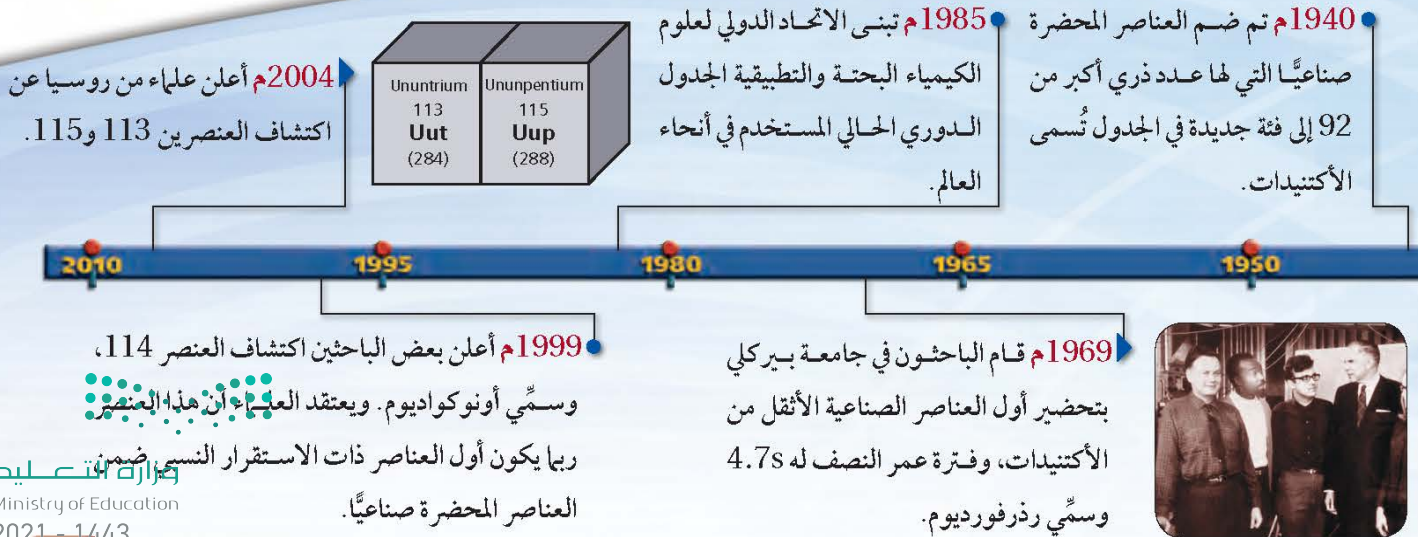 1940م تم ضم العناصر المحضرة
صناعيًّا التي لها عدد ذري أكبر من
92 إلى فئة جديدة في الجدول تُسمى
الأكتنيدات.
1985م تبنى الاتحاد الدولي لعلوم
الكيمياء البحتة والتطبيقية الجدول
الدوري الحالي المستخدم في أنحاء
العالم.
Ununtrium
113
Uut
(284)
Ununpentium
115
Uup
(288)
2004م أعلن علماء من روسيا عن
اكتشاف العنصرين 113 و115.
2010 1995 1980 1965 1950
1969م قام الباحثون في جامعة بيركلي
بتحضير أول العناصر الصناعية الأثقل من
الأكتنيدات، وفترة عمر النصف له 4.7s
وسمِّي رذرفورديوم.
1999م أعلن بعض الباحثين اكتشاف العنصر 114،
وسمِّي أونوكواديوم. ويعتقد العلماء أن هذا العنصر
ربما يكون أول العناصر ذات الاستقرار النسبي ضمن
العناصر المحضرة صناعيًّا.
وزارة التعليم
Ministry of Education
2021 - 1443